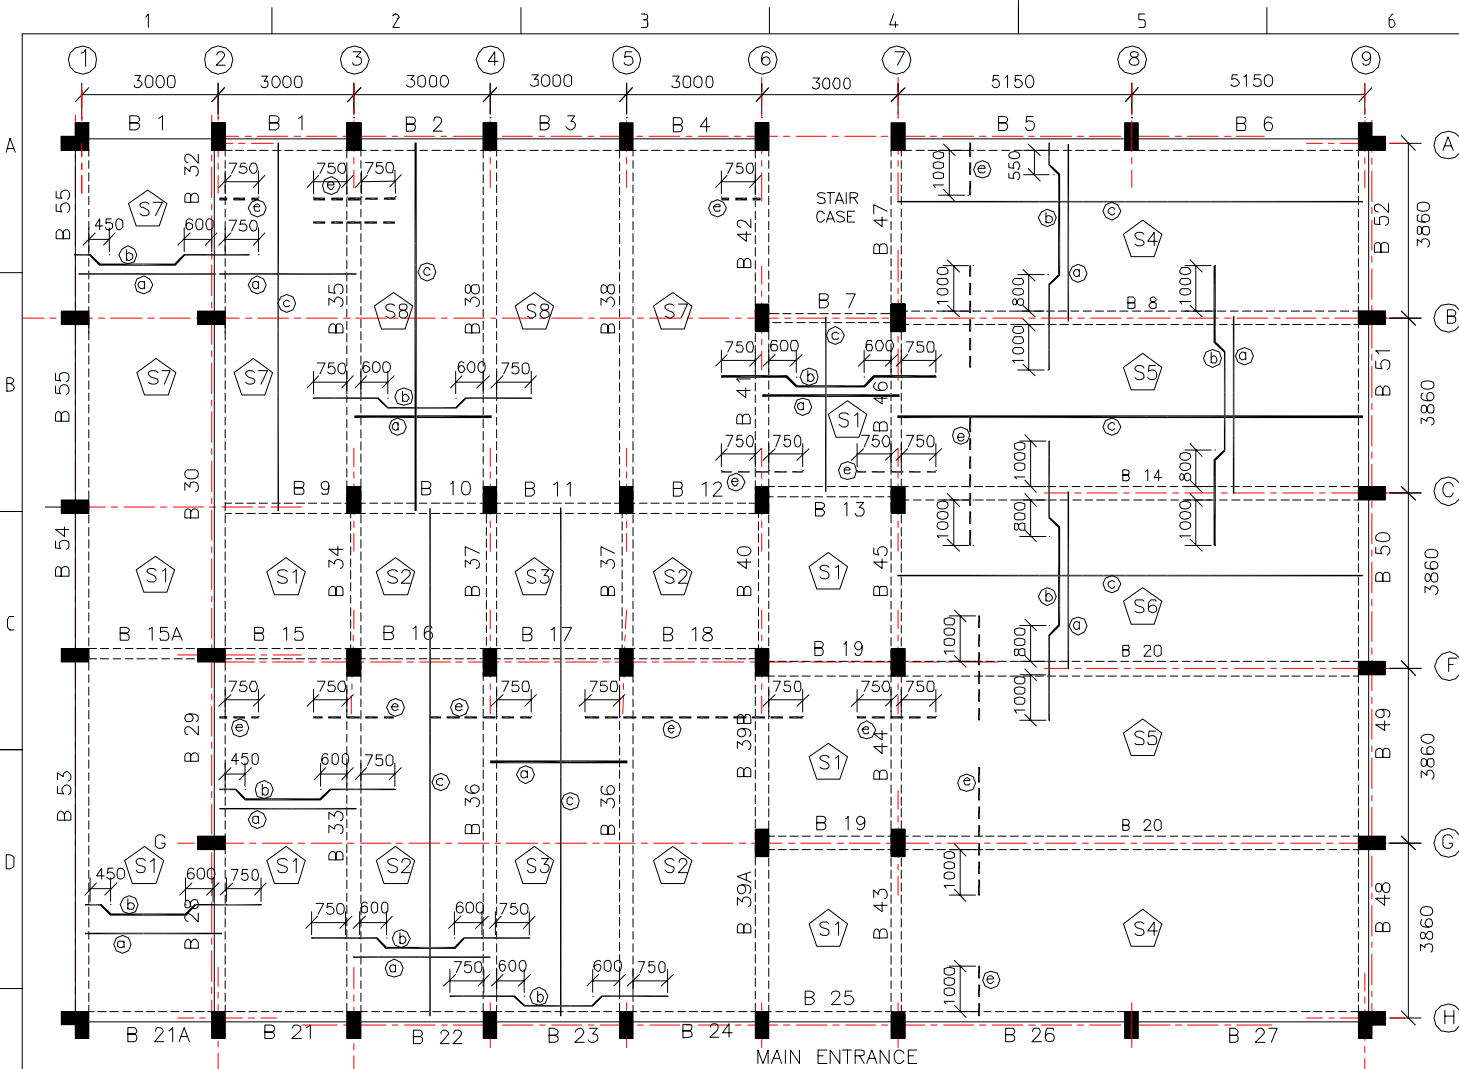 1 2 3 4 5 6
1 2 3 4 5 6 7 8 9
3000 3000 3000 3000 3000 3000 5150 5150
B 1 B 1 B 2 B 3 B 4 B 5 B 6
A A
B 55 B 32 B 42 B 47 B 52
750 750 750 750 1000 550
e e e e
S7 STAIR
CASE
3860
450 600 750 b c S4
b a a c a
c 1000 800 1000
B 35 B 38 B 38
S8 S8 S7 B 7 B 8
B
c
B 55 S7 S7 750 600 600 750 1000 b a B 51
750 600 600 750 b S5
B b a B 41 B 46 3860
a S1 c
750 750 750 750 e 1000 800
e e
B 30 B 9 B 10 B 11 B 12 B 14
C
B 13
B 54 B 34 B 37 B 37 B 40 B 45 1000 800 1000 B 50
S1 S1 S2 S3 S2 S1 c 3860
b S6
C a
B 15A B 15 B 16 B 17 B 18 B 19 1000 800 B 20
F
750 750 750 750 750 750 750 1000
e e e e e
B 29 B 39B B 44 B 49
S5
450 600 750 S1 3860
B 53 b c a e
a B 33 B 36 c B 36
G B 19 B 20
G
D S1 S1 S2 S3 S2
450 600 750 1000
b B 28 B 39A B 43 B 48
a 750 600 600 750 S1 S4 3860
b
a 750 600 600 750 1000 e
b B 25
H
B 21A B 21 B 22 B 23 B 24 B 26 B 27
MAIN ENTRANCE